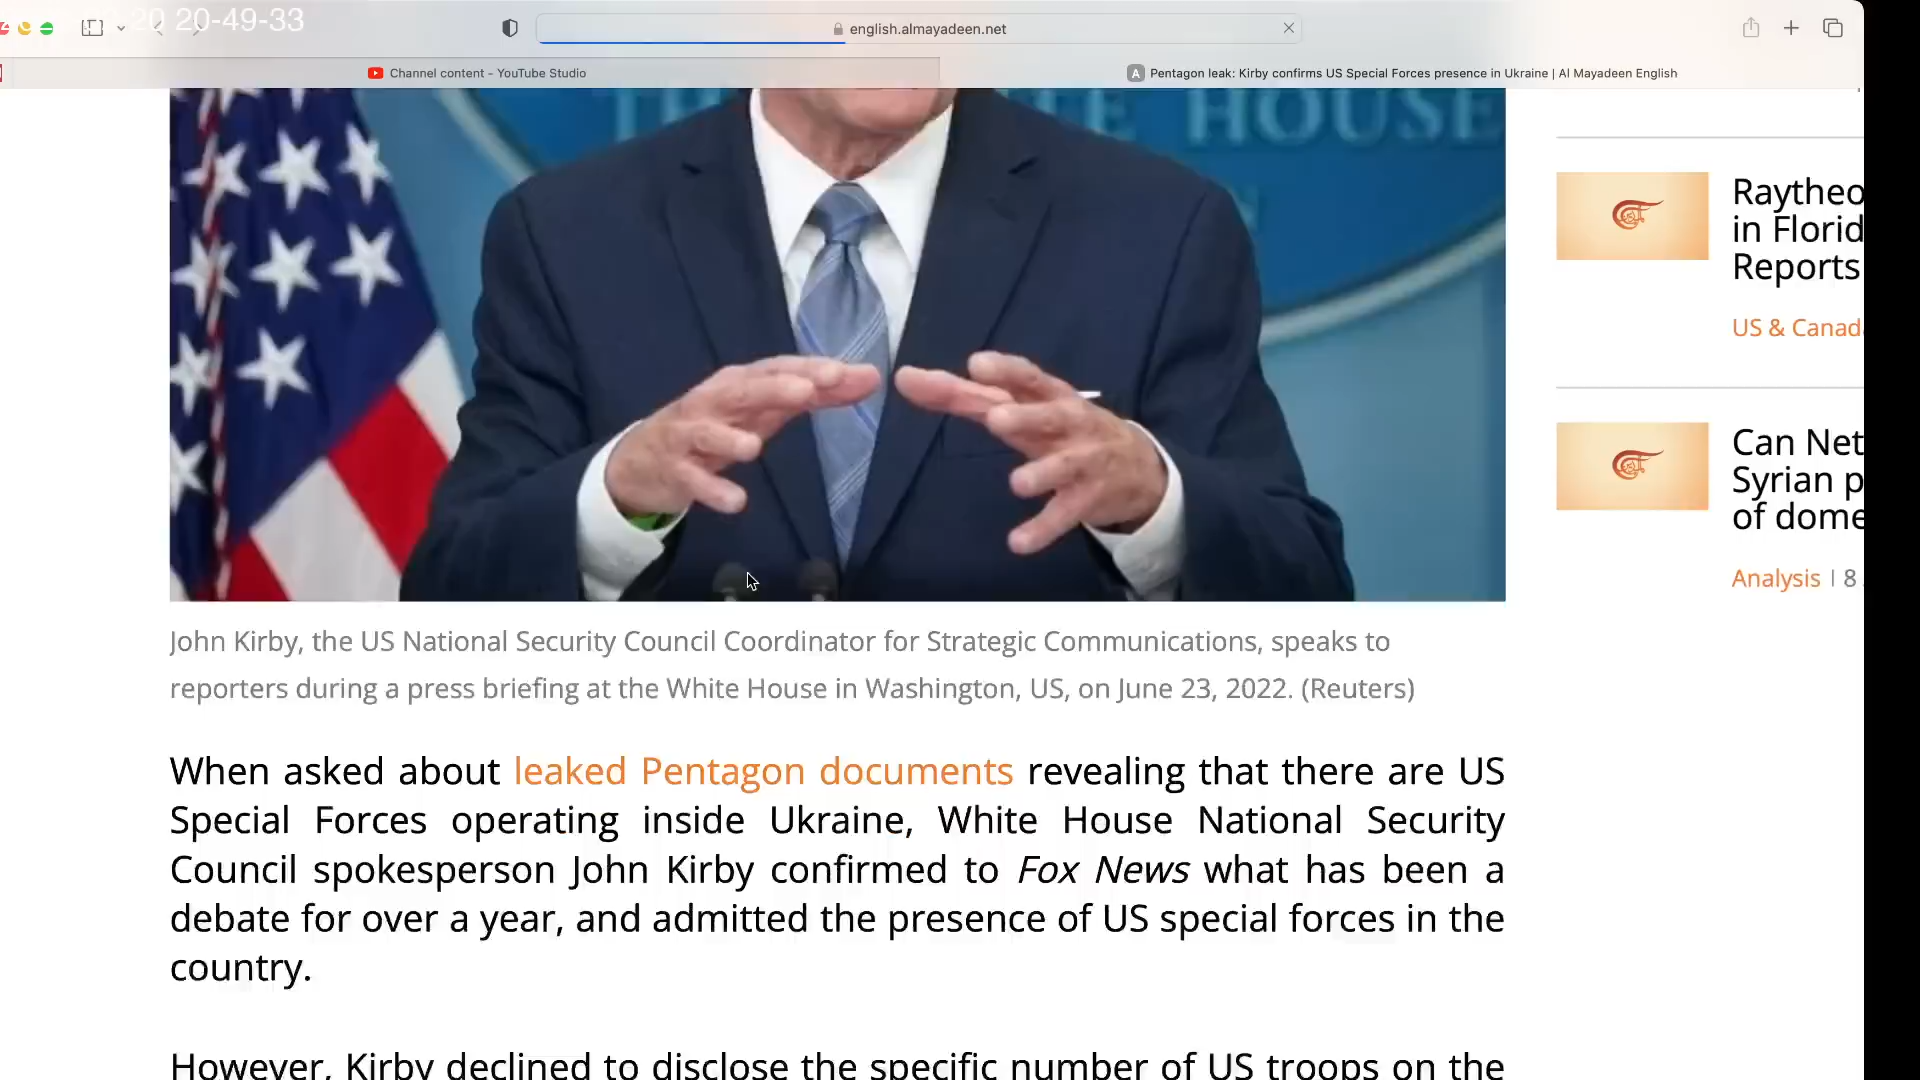 20 20-49-33
english.almayadeen.net
Channel content - YouTube Studio
A Pentagon leak: Kirby confirms US Special Forces presence in Ukraine | Al Mayadeen English
HOUSE
John Kirby, the US National Security Council Coordinator for Strategic Communications, speaks to
reporters during a press briefing at the White House in Washington, US, on June 23, 2022. (Reuters)
When asked about leaked Pentagon documents revealing that there are US
Special Forces operating inside Ukraine, White House National Security
Council spokesperson John Kirby confirmed to Fox News what has been a
debate for over a year, and admitted the presence of US special forces in the
country.
However, Kirby declined to disclose the specific number of US troops on the
Raytheo
in Florid
Reports
US & Canad
Can Net
Syrian p
of dome
Analysis | 8